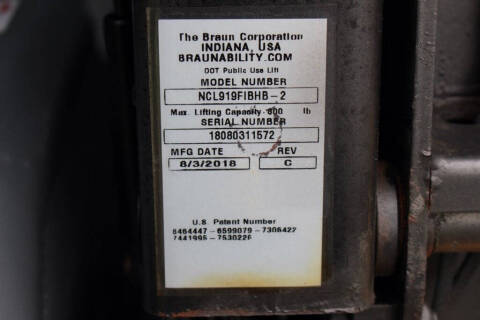 The Braun Corporation
INDIANA, USA
BRAUNABILITY.COM
DOT Public Use Lift
MODEL NUMBER
NCL919FIBHB-2
Max. Lifting Capacity 800 lb
SERIAL NUMBER
18080311572
MFG DATE REV
8/3/2018 C
U.S. Patent Number
6464447-6599079-7306422
7441995-7530226